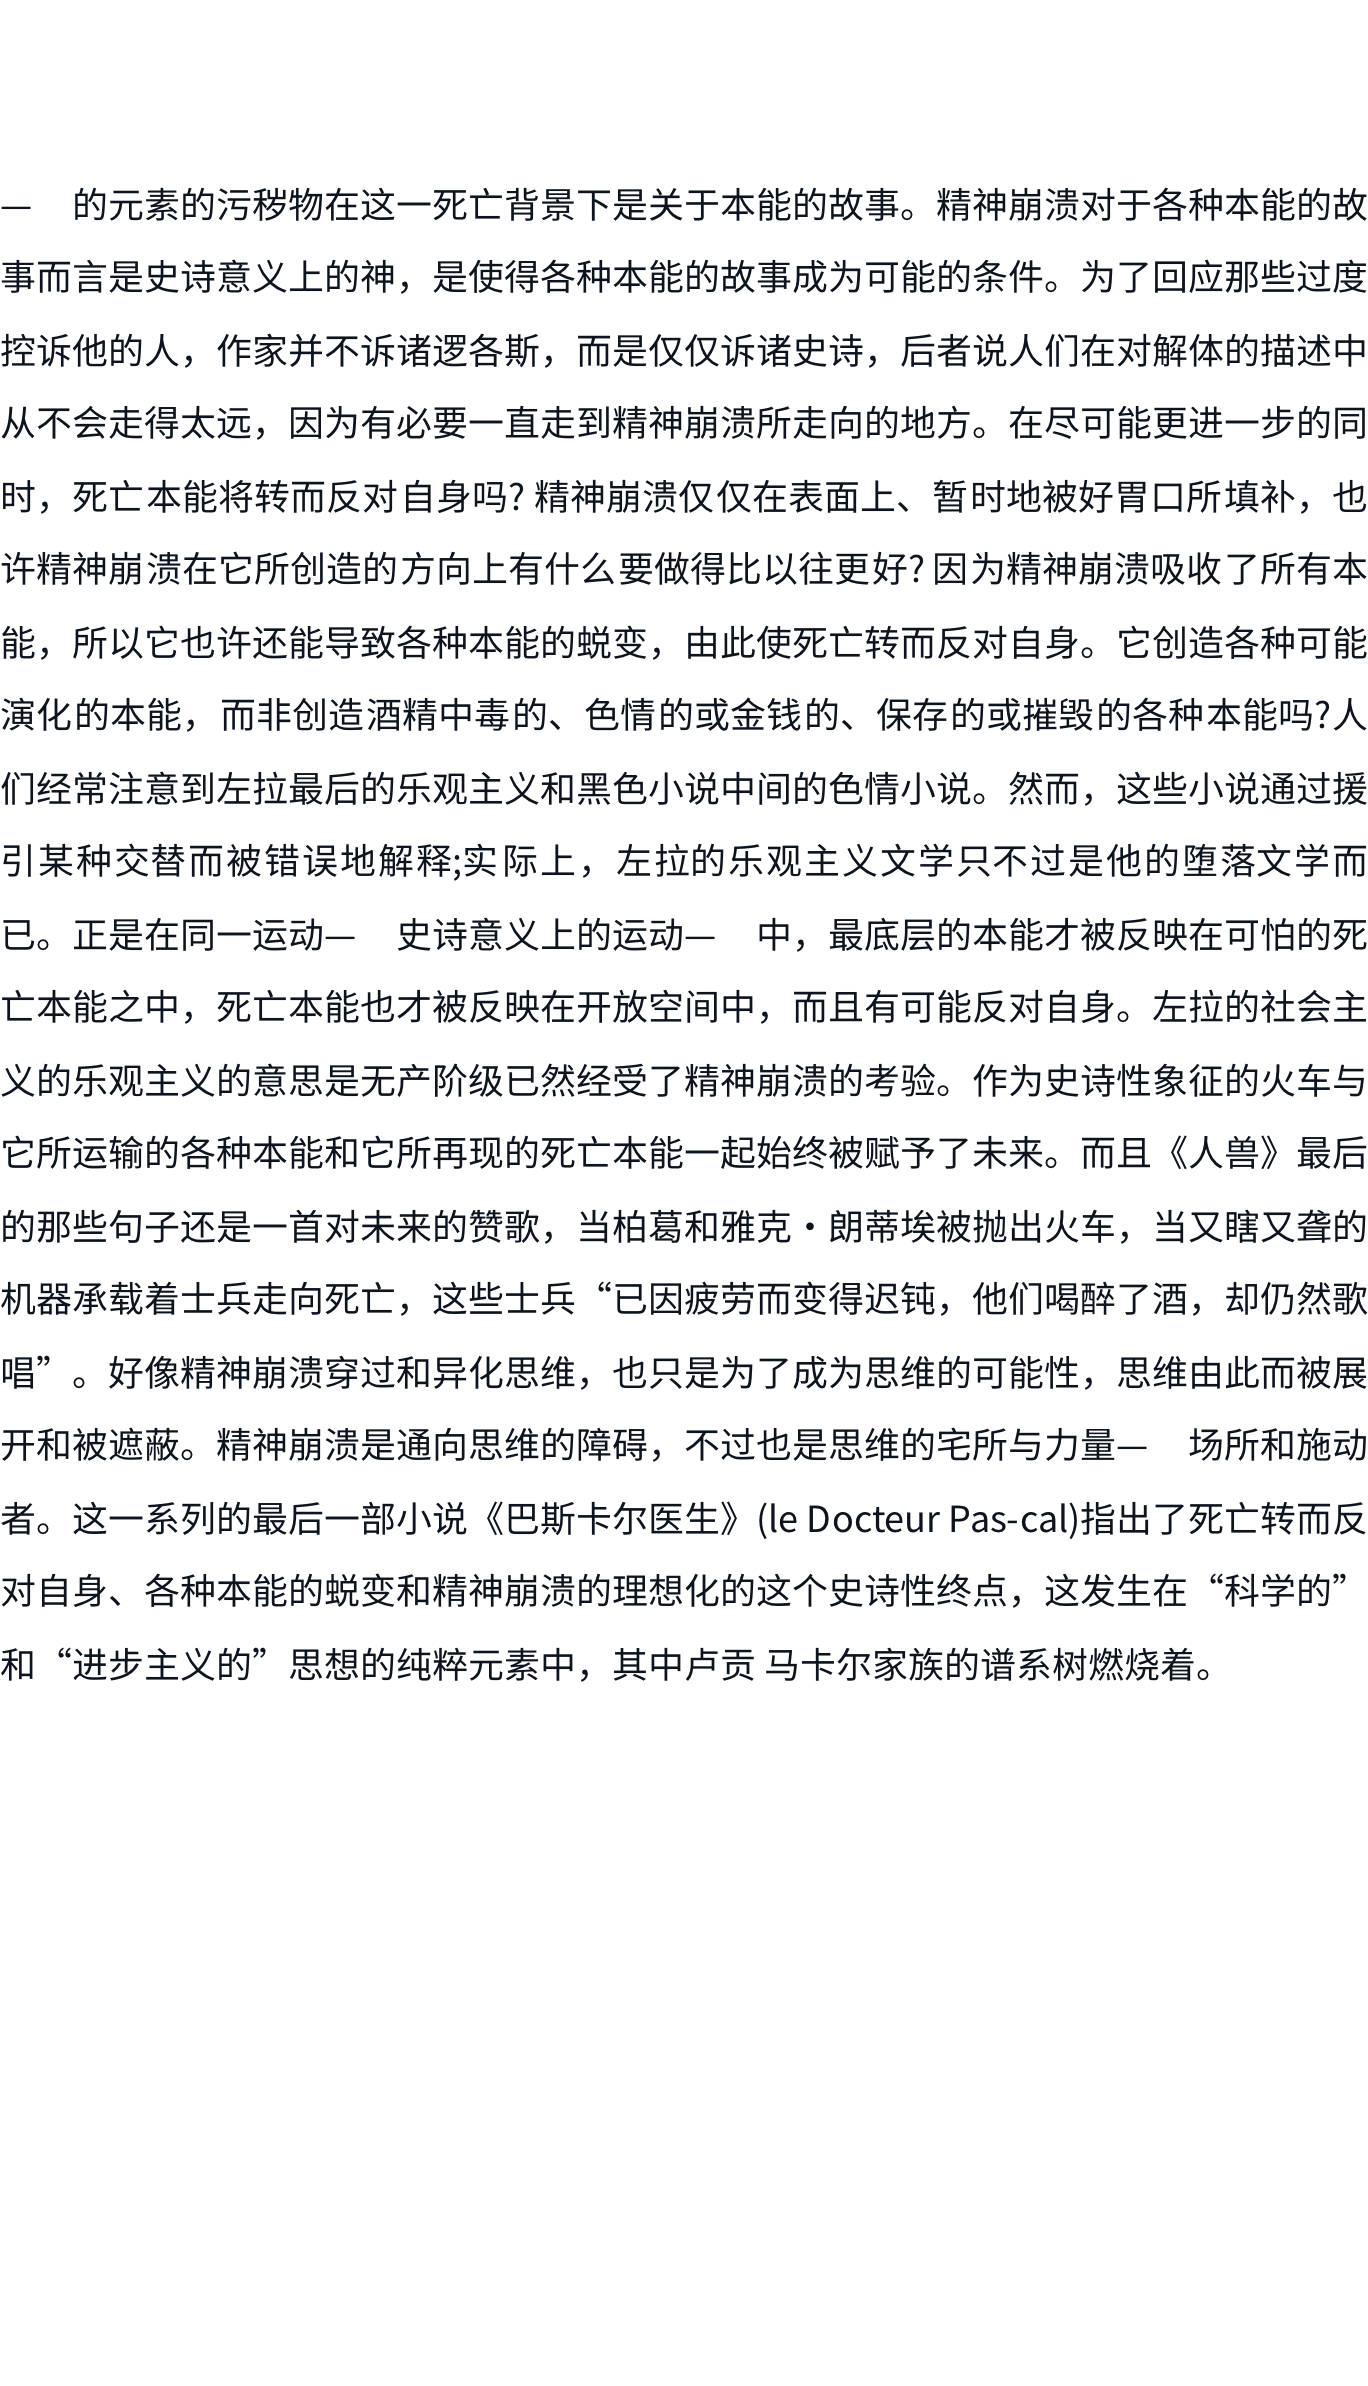 —　的元素的污秽物在这一死亡背景下是关于本能的故事。精神崩溃对于各种本能的故
事而言是史诗意义上的神，是使得各种本能的故事成为可能的条件。为了回应那些过度
控诉他的人，作家并不诉诸逻各斯，而是仅仅诉诸史诗，后者说人们在对解体的描述中
从不会走得太远，因为有必要一直走到精神崩溃所走向的地方。在尽可能更进一步的同
时，死亡本能将转而反对自身吗? 精神崩溃仅仅在表面上、暂时地被好胃口所填补，也
许精神崩溃在它所创造的方向上有什么要做得比以往更好? 因为精神崩溃吸收了所有本
能，所以它也许还能导致各种本能的蜕变，由此使死亡转而反对自身。它创造各种可能
演化的本能，而非创造酒精中毒的、色情的或金钱的、保存的或摧毁的各种本能吗?人
们经常注意到左拉最后的乐观主义和黑色小说中间的色情小说。然而，这些小说通过援
引某种交替而被错误地解释;实际上，左拉的乐观主义文学只不过是他的堕落文学而
已。正是在同一运动—　史诗意义上的运动—　中，最底层的本能才被反映在可怕的死
亡本能之中，死亡本能也才被反映在开放空间中，而且有可能反对自身。左拉的社会主
义的乐观主义的意思是无产阶级已然经受了精神崩溃的考验。作为史诗性象征的火车与
它所运输的各种本能和它所再现的死亡本能一起始终被赋予了未来。而且《人兽》最后
的那些句子还是一首对未来的赞歌，当柏葛和雅克·朗蒂埃被抛出火车，当又瞎又聋的
机器承载着士兵走向死亡，这些士兵“已因疲劳而变得迟钝，他们喝醉了酒，却仍然歌
唱”。好像精神崩溃穿过和异化思维，也只是为了成为思维的可能性，思维由此而被展
开和被遮蔽。精神崩溃是通向思维的障碍，不过也是思维的宅所与力量—　场所和施动
者。这一系列的最后一部小说《巴斯卡尔医生》(le Docteur Pas-cal)指出了死亡转而反
对自身、各种本能的蜕变和精神崩溃的理想化的这个史诗性终点，这发生在“科学的”
和“进步主义的”思想的纯粹元素中，其中卢贡 马卡尔家族的谱系树燃烧着。